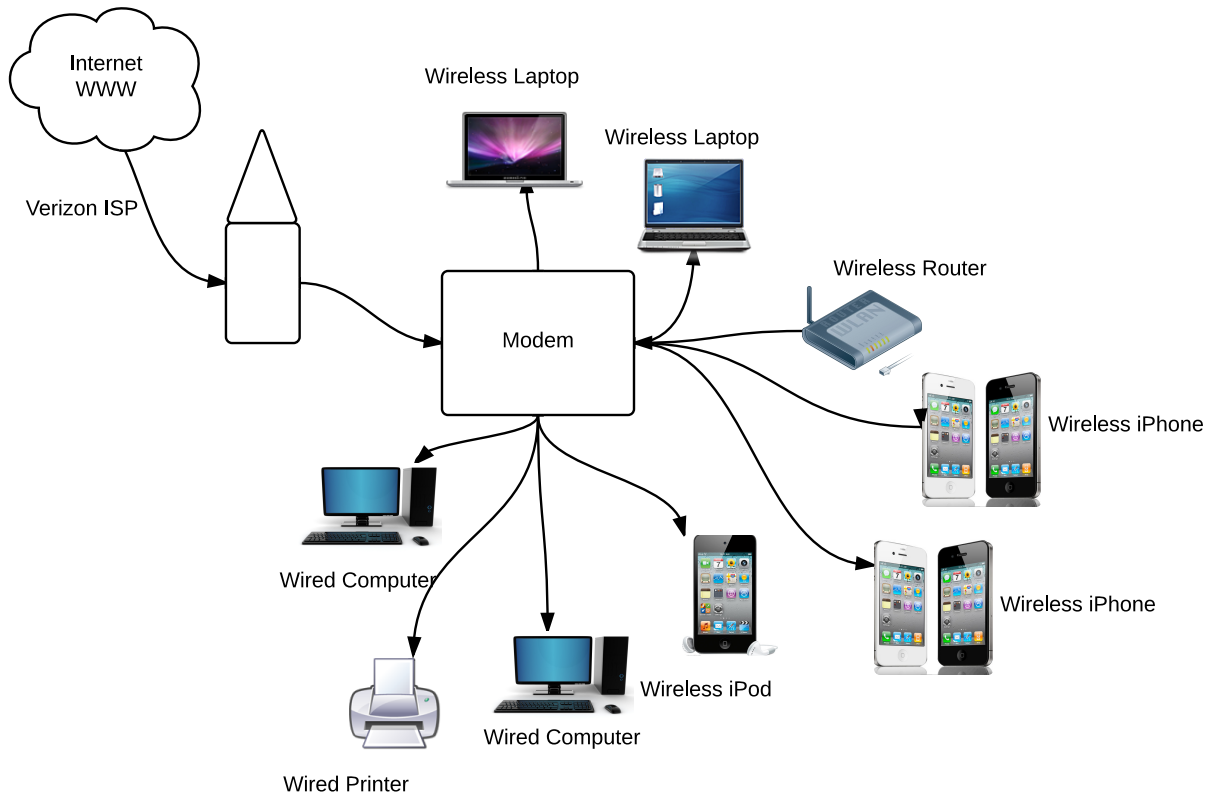 Internet
WWW
Wireless Laptop
Wireless Laptop
Verizon ISP
Wireless Router
WLAN
Modem
Wireless iPhone
Wired Computer
Wireless iPhone
Wireless iPod
Wired Computer
Wired Printer